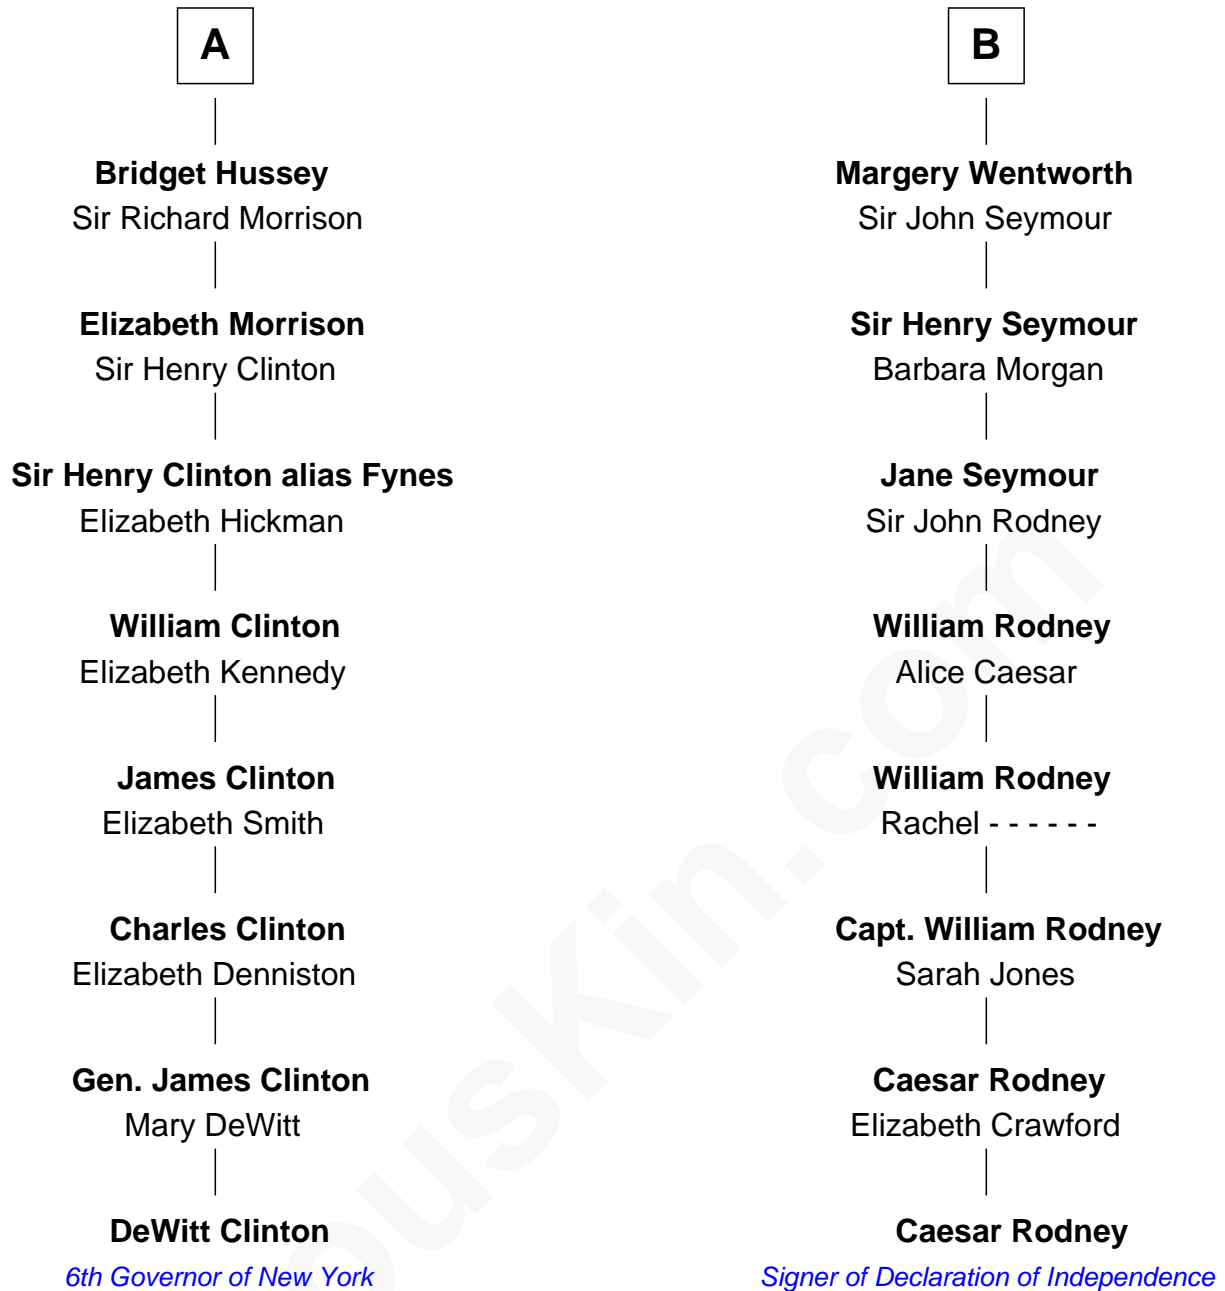 A
Bridget Hussey
Sir Richard Morrison
Elizabeth Morrison
Sir Henry Clinton
Sir Henry Clinton alias Fynes
Elizabeth Hickman
William Clinton
Elizabeth Kennedy
James Clinton
Elizabeth Smith
Charles Clinton
Elizabeth Denniston
Gen. James Clinton
Mary DeWitt
DeWitt Clinton
6th Governor of New York
B
Margery Wentworth
Sir John Seymour
Sir Henry Seymour
Barbara Morgan
Jane Seymour
Sir John Rodney
William Rodney
Alice Caesar
William Rodney
Rachel - - - - - -
Capt. William Rodney
Sarah Jones
Caesar Rodney
Elizabeth Crawford
Caesar Rodney
Signer of Declaration of Independence
ousKin.com